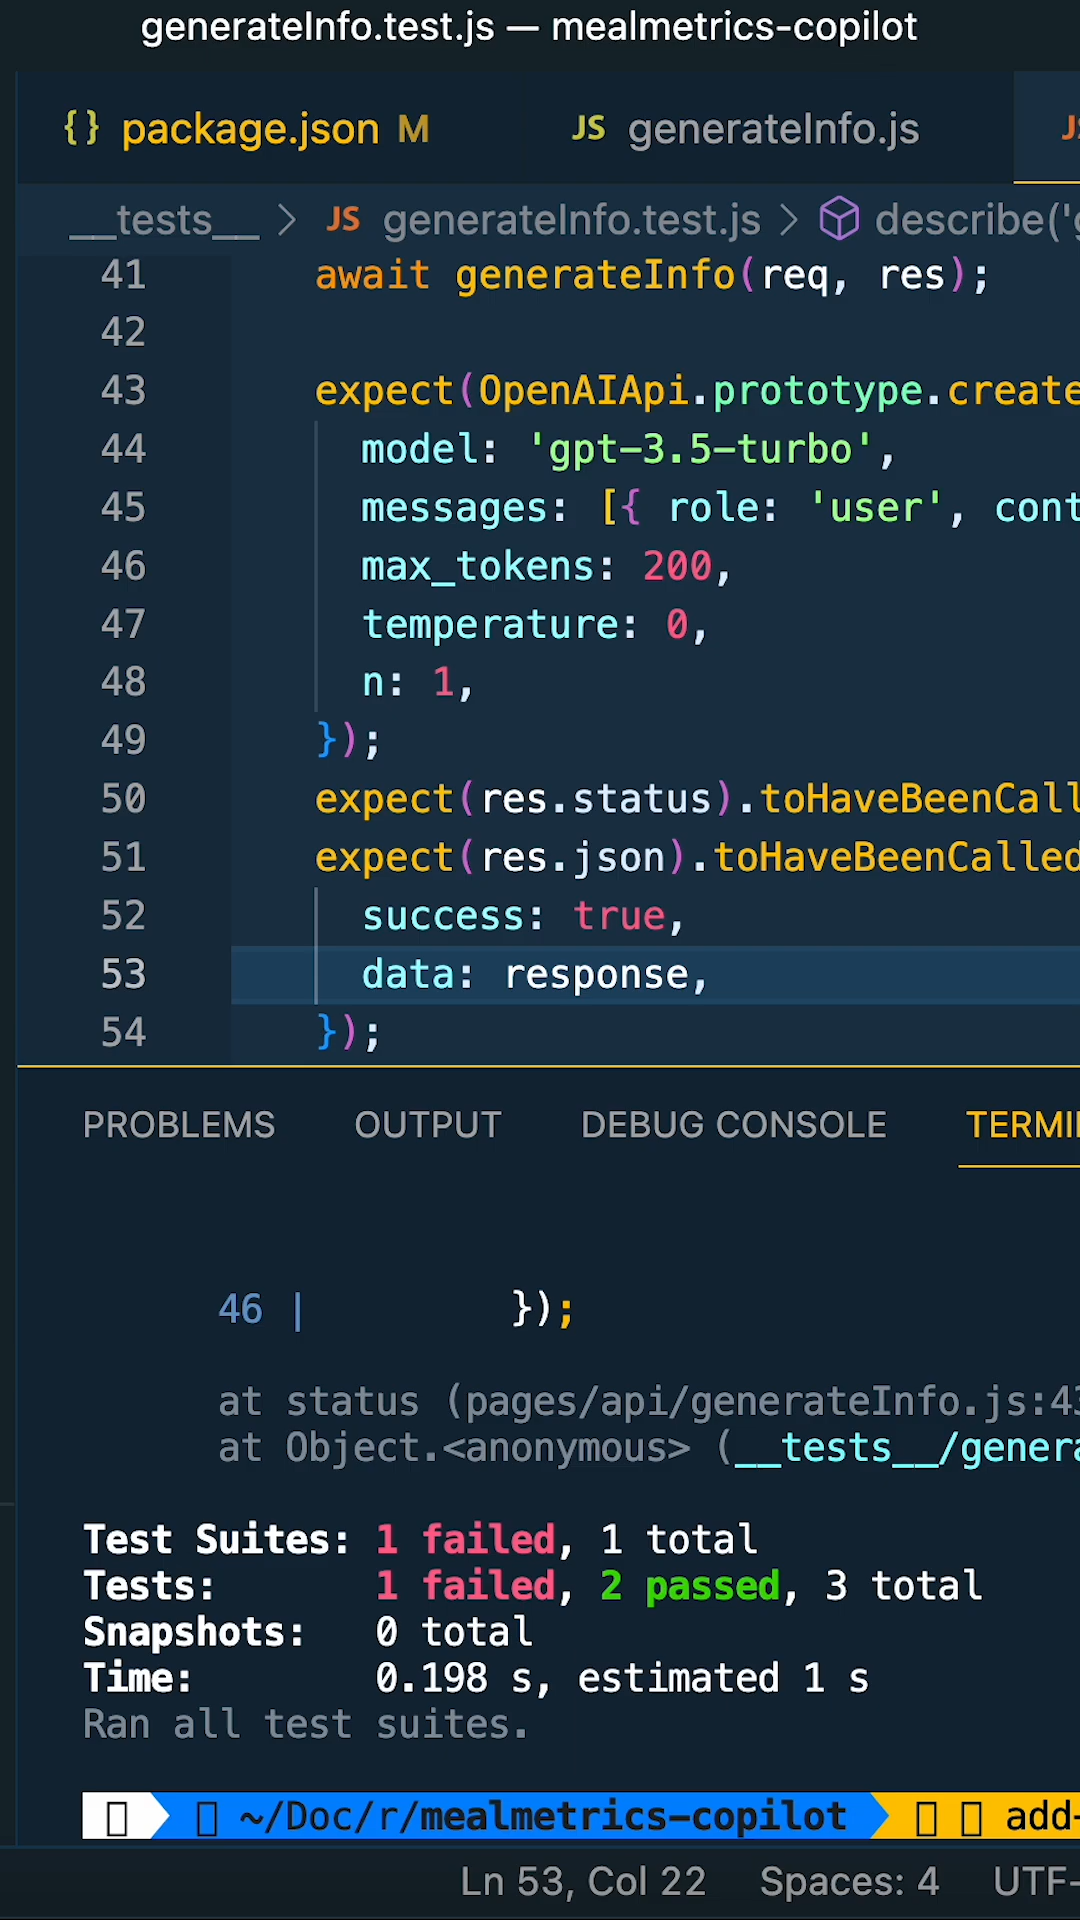 generateInfo.test.js — mealmetrics-copilot
{} package.json M JS generateInfo.js
__tests__ > JS generateInfo.test.js > describe('
41 await generateInfo(req, res);
42
43 expect(OpenAIApi.prototype.create
44 model: 'gpt-3.5-turbo',
45 messages: [{ role: 'user', cont
46 max_tokens: 200,
47 temperature: 0,
48 n: 1,
49 });
50 expect(res.status).toHaveBeenCall
51 expect(res.json).toHaveBeenCalled
52 success: true,
53 data: response,
54 });
PROBLEMS OUTPUT DEBUG CONSOLE TERMI
46 | });
at status (pages/api/generateInfo.js:43
at Object.<anonymous> (__tests__/genera
Test Suites: 1 failed, 1 total
Tests: 1 failed, 2 passed, 3 total
Snapshots: 0 total
Time: 0.198 s, estimated 1 s
Ran all test suites.
~/Doc/r/mealmetrics-copilot add-
Ln 53, Col 22 Spaces: 4 UTF-